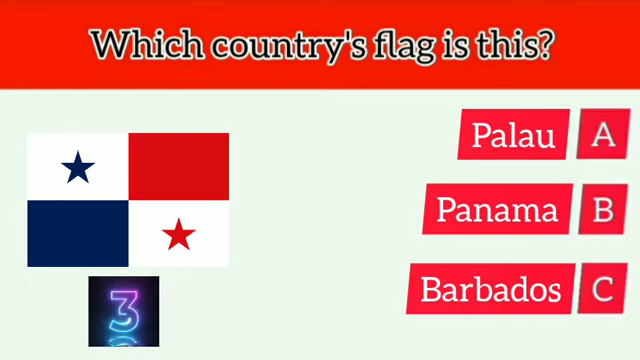 Which country's flag is this?
Palau A
Panama B
Barbados C
3